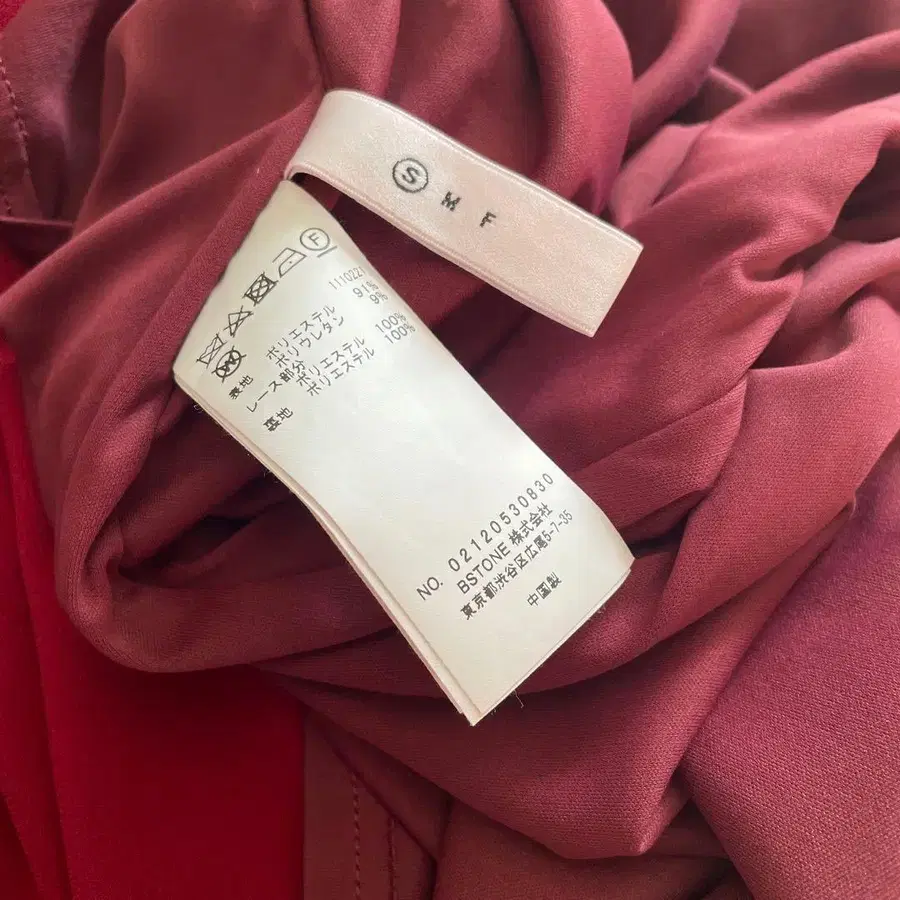 S M F
F
1110221
表地 ポリエステル 91%
ポリウレタン 9%
レース部分
ポリエステル 100%
裏地 ポリエステル 100%
NO. 02120530830
BSTONE 株式会社
東京都渋谷区広尾5-7-35
中国製